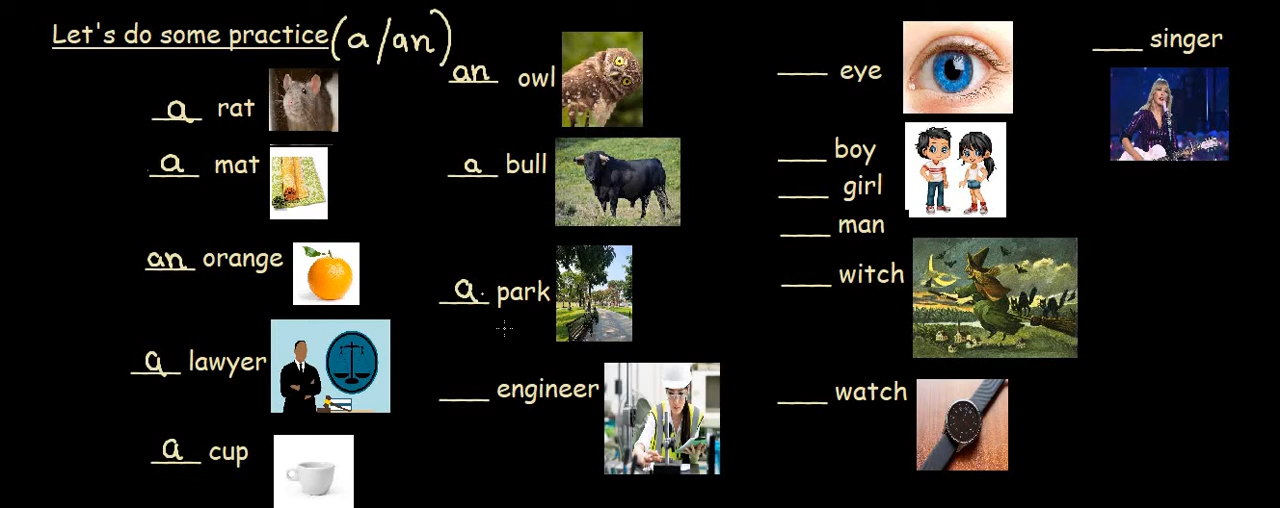 Let's do some practice (a/an)
a rat
a mat
an orange
a lawyer
a cup
an owl
a bull
a park
____ engineer
____ eye
____ boy
____ girl
____ man
____ witch
____ watch
____ singer